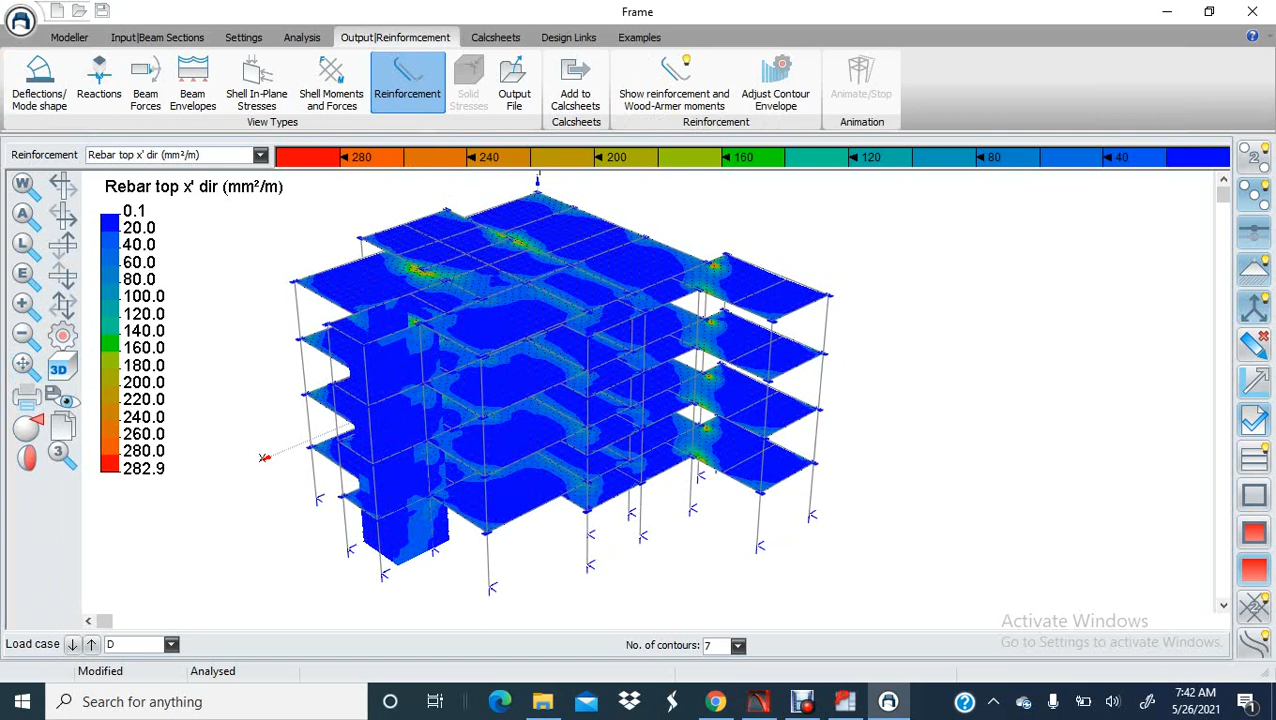 Frame
Modeller Input|Beam Sections Settings Analysis Output|Reinforcement Calcsheets Design Links Examples
Deflections/ Mode shape
Reactions
Beam Forces
Beam Envelopes
Shell In-Plane Stresses
Shell Moments and Forces
Reinforcement
Solid Stresses
Output File
Add to Calcsheets
Show reinforcement and Wood-Armer moments
Adjust Contour Envelope
Animate/Stop
View Types Calcsheets Reinforcement Animation
Reinforcement Rebar top x' dir (mm²/m) 280 240 200 160 120 80 40
Rebar top x' dir (mm²/m)
0.1
20.0
40.0
60.0
80.0
100.0
120.0
140.0
160.0
180.0
200.0
220.0
240.0
260.0
280.0
282.9
W
A
L
E
3D
3
2
2
X
Activate Windows
Go to Settings to activate Windows.
Load case D No. of contours: 7
Modified Analysed
Search for anything
7:42 AM
5/26/2021
1